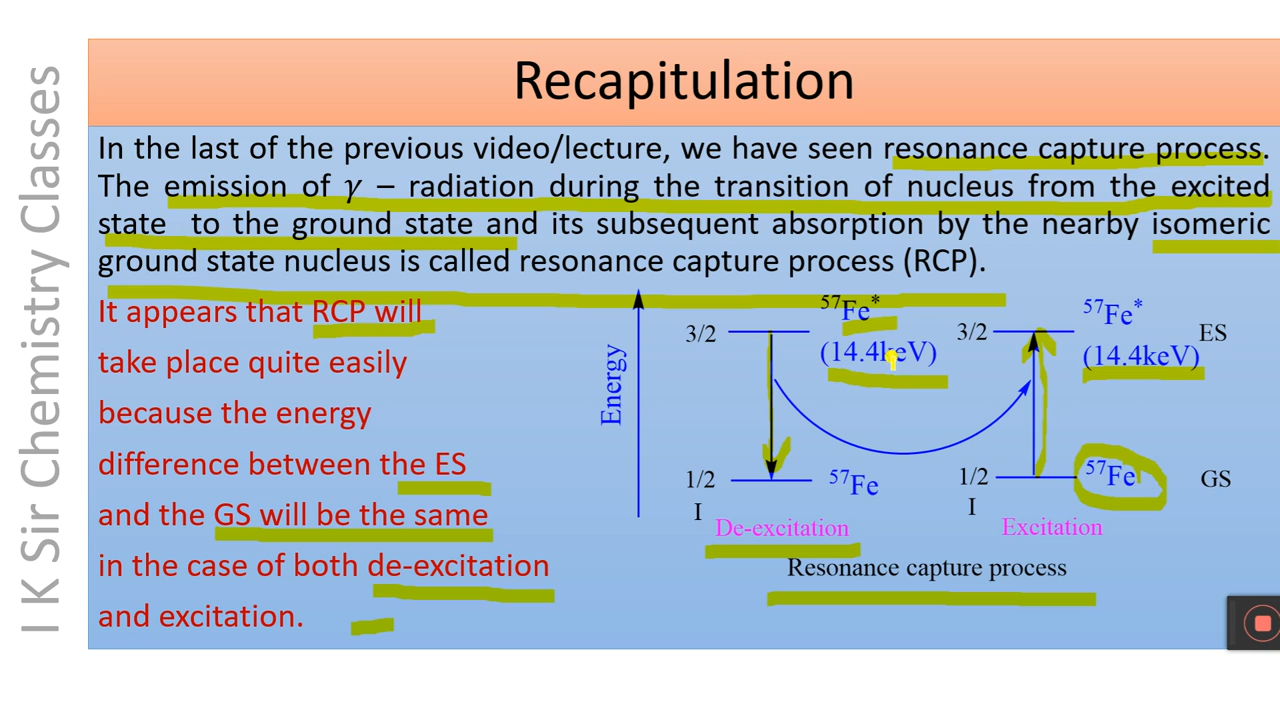 I K Sir Chemistry Classes
Recapitulation
In the last of the previous video/lecture, we have seen resonance capture process.
The emission of γ – radiation during the transition of nucleus from the excited
state to the ground state and its subsequent absorption by the nearby isomeric
ground state nucleus is called resonance capture process (RCP).
It appears that RCP will
take place quite easily
because the energy
difference between the ES
and the GS will be the same
in the case of both de-excitation
and excitation.
Energy
3/2
57Fe*
(14.4keV)
1/2
57Fe
I
De-excitation
3/2
57Fe*
(14.4keV)
ES
1/2
57Fe
GS
I
Excitation
Resonance capture process